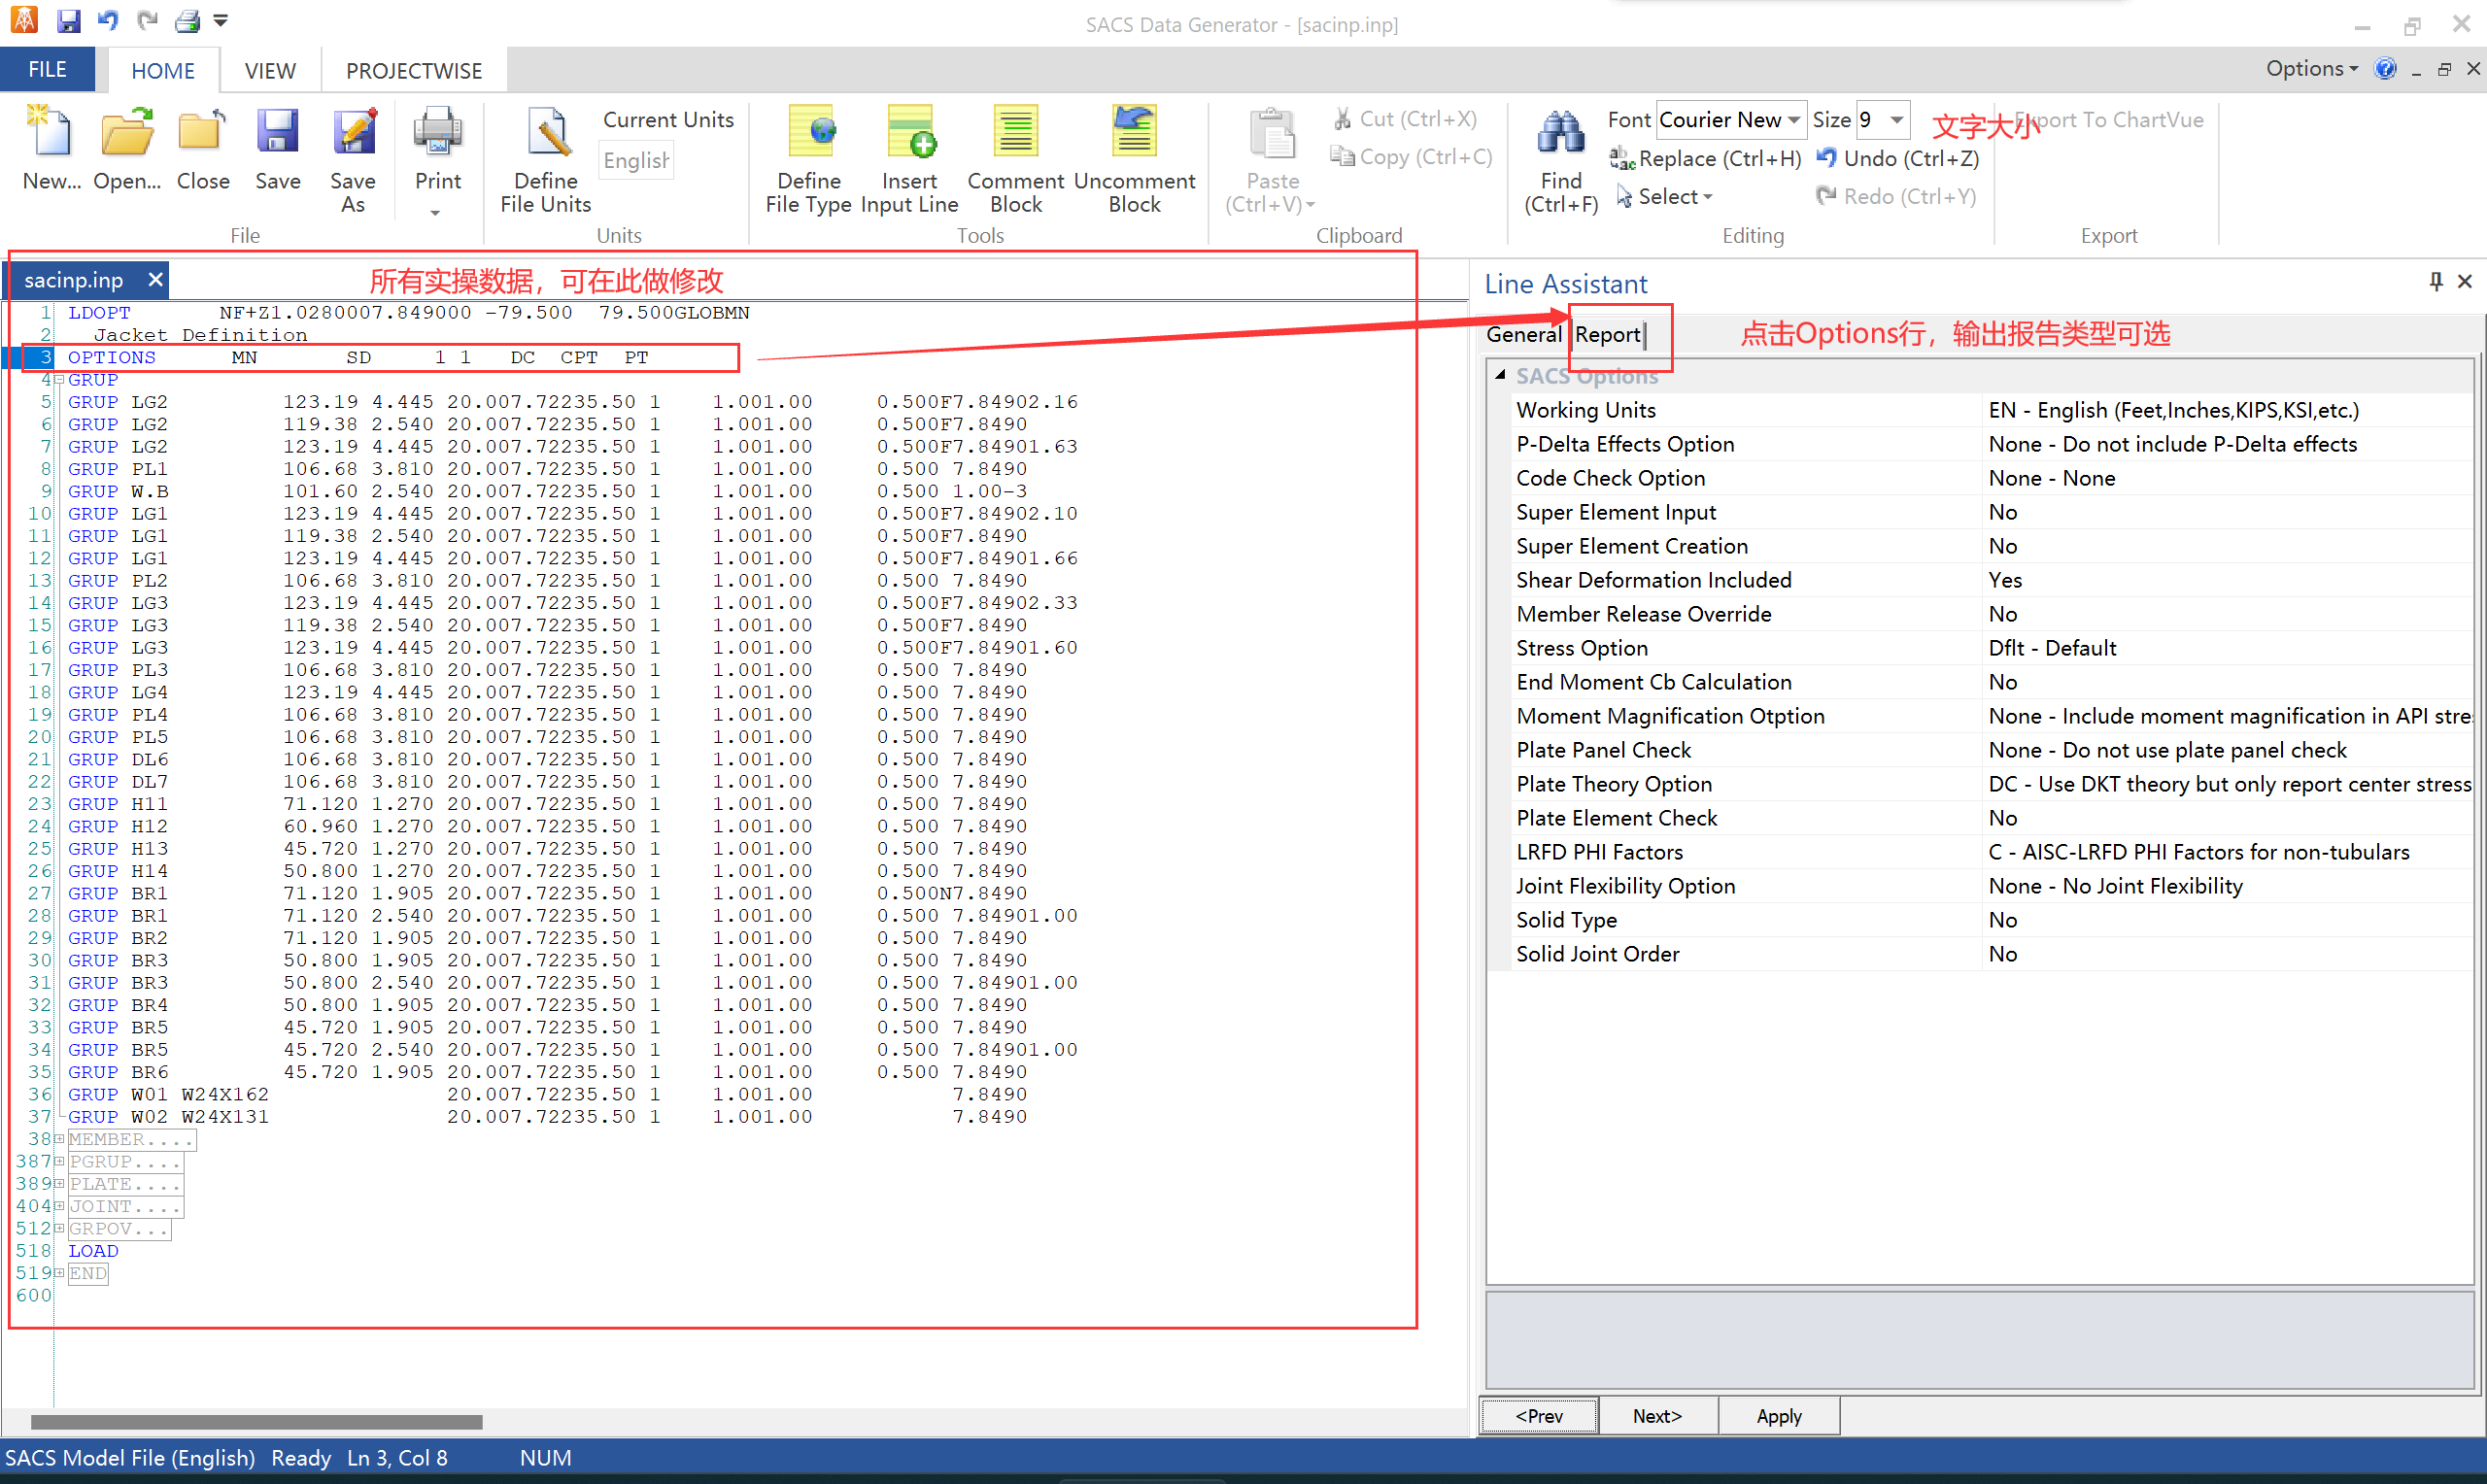 SACS Data Generator - [sacinp.inp]
FILE HOME VIEW PROJECTWISE Options
New... Open... Close Save Save As Print
File
Define File Units
Current Units
English
Units
Define File Type
Insert Input Line
Comment Block
Uncomment Block
Tools
Paste (Ctrl+V)
Cut (Ctrl+X)
Copy (Ctrl+C)
Clipboard
Find (Ctrl+F)
Font Courier New Size 9
文字大小
Replace (Ctrl+H) Undo (Ctrl+Z)
Select Redo (Ctrl+Y)
Editing
Export To ChartVue
Export
sacinp.inp
所有实操数据，可在此做修改
1 LDOPT       NF+Z1.0280007.849000 -79.500  79.500GLOBMN
2   Jacket Definition
3 OPTIONS      MN       SD     1 1   DC  CPT  PT
4 GRUP
5 GRUP LG2         123.19 4.445 20.007.72235.50 1    1.001.00     0.500F7.84902.16
6 GRUP LG2         119.38 2.540 20.007.72235.50 1    1.001.00     0.500F7.8490
7 GRUP LG2         123.19 4.445 20.007.72235.50 1    1.001.00     0.500F7.84901.63
8 GRUP PL1         106.68 3.810 20.007.72235.50 1    1.001.00     0.500 7.8490
9 GRUP W.B         101.60 2.540 20.007.72235.50 1    1.001.00     0.500 1.00-3
10 GRUP LG1         123.19 4.445 20.007.72235.50 1    1.001.00     0.500F7.84902.10
11 GRUP LG1         119.38 2.540 20.007.72235.50 1    1.001.00     0.500F7.8490
12 GRUP LG1         123.19 4.445 20.007.72235.50 1    1.001.00     0.500F7.84901.66
13 GRUP PL2         106.68 3.810 20.007.72235.50 1    1.001.00     0.500 7.8490
14 GRUP LG3         123.19 4.445 20.007.72235.50 1    1.001.00     0.500F7.84902.33
15 GRUP LG3         119.38 2.540 20.007.72235.50 1    1.001.00     0.500F7.8490
16 GRUP LG3         123.19 4.445 20.007.72235.50 1    1.001.00     0.500F7.84901.60
17 GRUP PL3         106.68 3.810 20.007.72235.50 1    1.001.00     0.500 7.8490
18 GRUP LG4         123.19 4.445 20.007.72235.50 1    1.001.00     0.500 7.8490
19 GRUP PL4         106.68 3.810 20.007.72235.50 1    1.001.00     0.500 7.8490
20 GRUP PL5         106.68 3.810 20.007.72235.50 1    1.001.00     0.500 7.8490
21 GRUP DL6         106.68 3.810 20.007.72235.50 1    1.001.00     0.500 7.8490
22 GRUP DL7         106.68 3.810 20.007.72235.50 1    1.001.00     0.500 7.8490
23 GRUP H11         71.120 1.270 20.007.72235.50 1    1.001.00     0.500 7.8490
24 GRUP H12         60.960 1.270 20.007.72235.50 1    1.001.00     0.500 7.8490
25 GRUP H13         45.720 1.270 20.007.72235.50 1    1.001.00     0.500 7.8490
26 GRUP H14         50.800 1.270 20.007.72235.50 1    1.001.00     0.500 7.8490
27 GRUP BR1         71.120 1.905 20.007.72235.50 1    1.001.00     0.500N7.8490
28 GRUP BR1         71.120 2.540 20.007.72235.50 1    1.001.00     0.500 7.84901.00
29 GRUP BR2         71.120 1.905 20.007.72235.50 1    1.001.00     0.500 7.8490
30 GRUP BR3         50.800 1.905 20.007.72235.50 1    1.001.00     0.500 7.8490
31 GRUP BR3         50.800 2.540 20.007.72235.50 1    1.001.00     0.500 7.84901.00
32 GRUP BR4         50.800 1.905 20.007.72235.50 1    1.001.00     0.500 7.8490
33 GRUP BR5         45.720 1.905 20.007.72235.50 1    1.001.00     0.500 7.8490
34 GRUP BR5         45.720 2.540 20.007.72235.50 1    1.001.00     0.500 7.84901.00
35 GRUP BR6         45.720 1.905 20.007.72235.50 1    1.001.00     0.500 7.8490
36 GRUP W01 W24X162              20.007.72235.50 1    1.001.00           7.8490
37 GRUP W02 W24X131              20.007.72235.50 1    1.001.00           7.8490
38 MEMBER....
387 PGRUP....
389 PLATE....
404 JOINT....
512 GRPOV...
518 LOAD
519 END
600
Line Assistant
General Report
点击Options行，输出报告类型可选
SACS Options
Working Units EN - English (Feet,Inches,KIPS,KSI,etc.)
P-Delta Effects Option None - Do not include P-Delta effects
Code Check Option None - None
Super Element Input No
Super Element Creation No
Shear Deformation Included Yes
Member Release Override No
Stress Option Dflt - Default
End Moment Cb Calculation No
Moment Magnification Otption None - Include moment magnification in API stre
Plate Panel Check None - Do not use plate panel check
Plate Theory Option DC - Use DKT theory but only report center stress
Plate Element Check No
LRFD PHI Factors C - AISC-LRFD PHI Factors for non-tubulars
Joint Flexibility Option None - No Joint Flexibility
Solid Type No
Solid Joint Order No
<Prev Next> Apply
SACS Model File (English) Ready Ln 3, Col 8 NUM